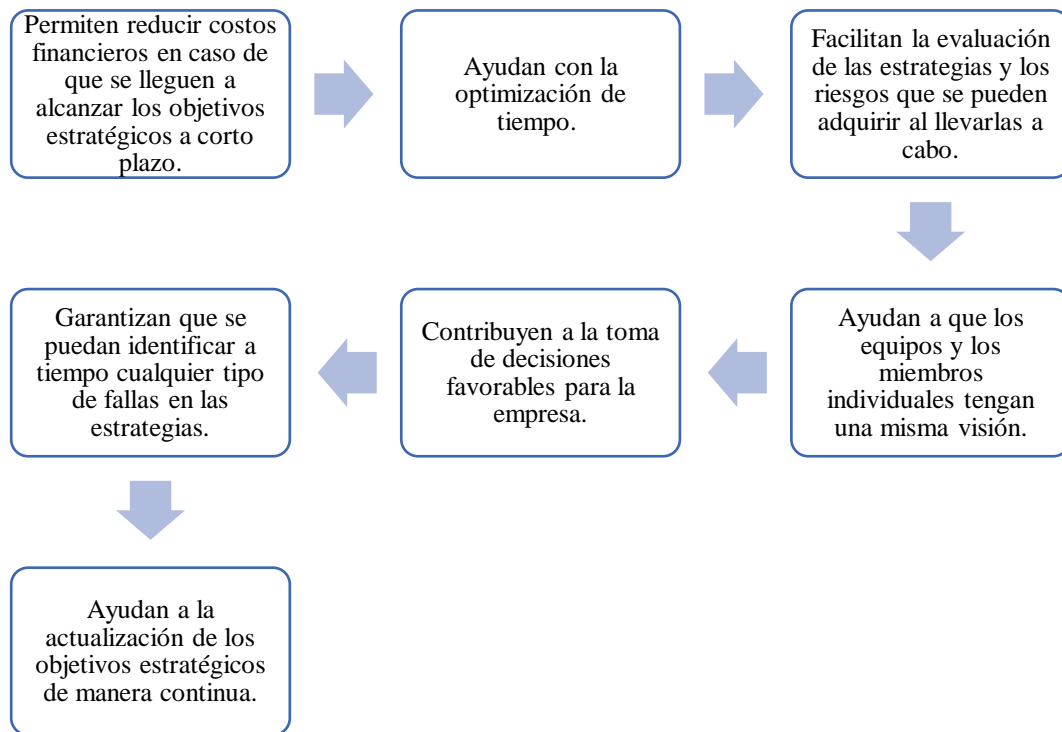 Permiten reducir costos
financieros en caso de
que se lleguen a
alcanzar los objetivos
estratégicos a corto
plazo.
Ayudan con la
optimización de
tiempo.
Facilitan la evaluación
de las estrategias y los
riesgos que se pueden
adquirir al llevarlas a
cabo.
Ayudan a que los
equipos y los
miembros
individuales tengan
una misma visión.
Contribuyen a la toma
de decisiones
favorables para la
empresa.
Garantizan que se
puedan identificar a
tiempo cualquier tipo
de fallas en las
estrategias.
Ayudan a la
actualización de los
objetivos estratégicos
de manera continua.